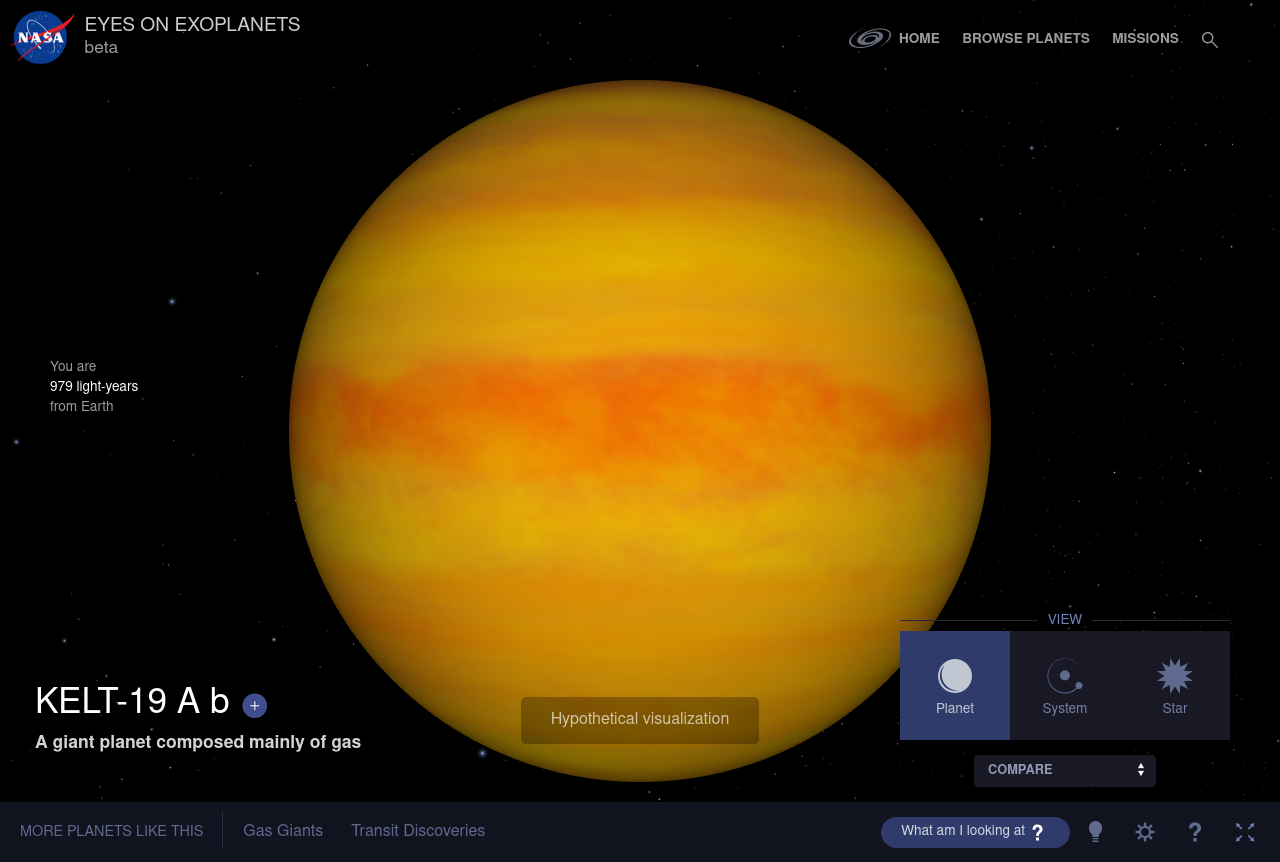 NASA
EYES ON EXOPLANETS
beta
HOME
BROWSE PLANETS
MISSIONS
You are
979 light-years
from Earth
VIEW
Planet
System
Star
KELT-19 A b +
A giant planet composed mainly of gas
Hypothetical visualization
COMPARE
MORE PLANETS LIKE THIS
Gas Giants
Transit Discoveries
What am I looking at ?
?